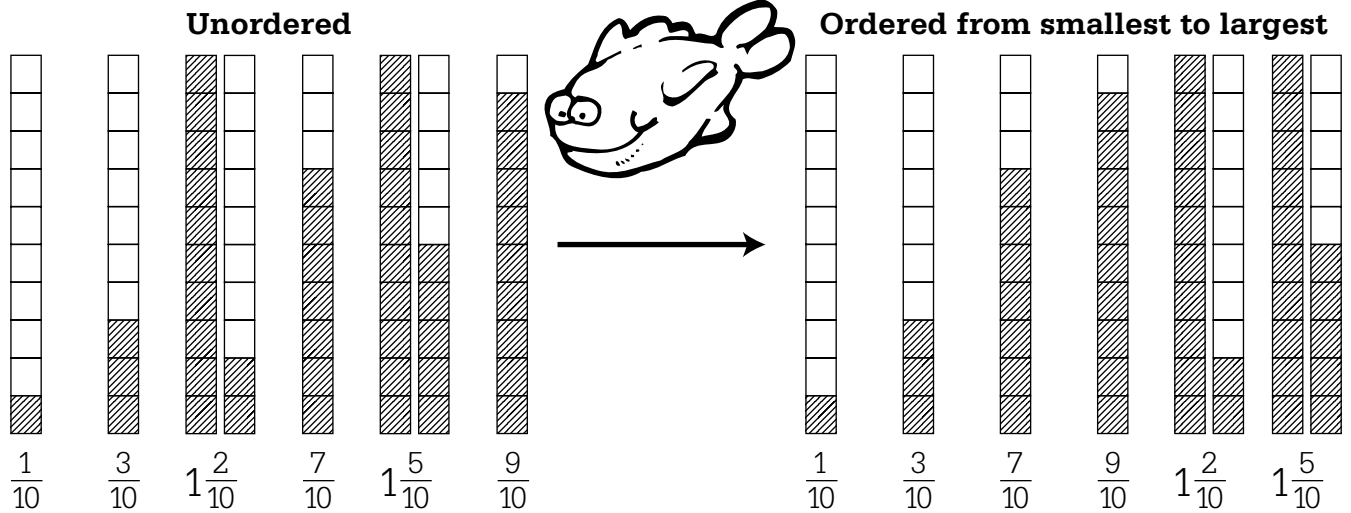 Unordered
Ordered from smallest to largest
1/10 3/10 1 2/10 7/10 1 5/10 9/10
1/10 3/10 7/10 9/10 1 2/10 1 5/10